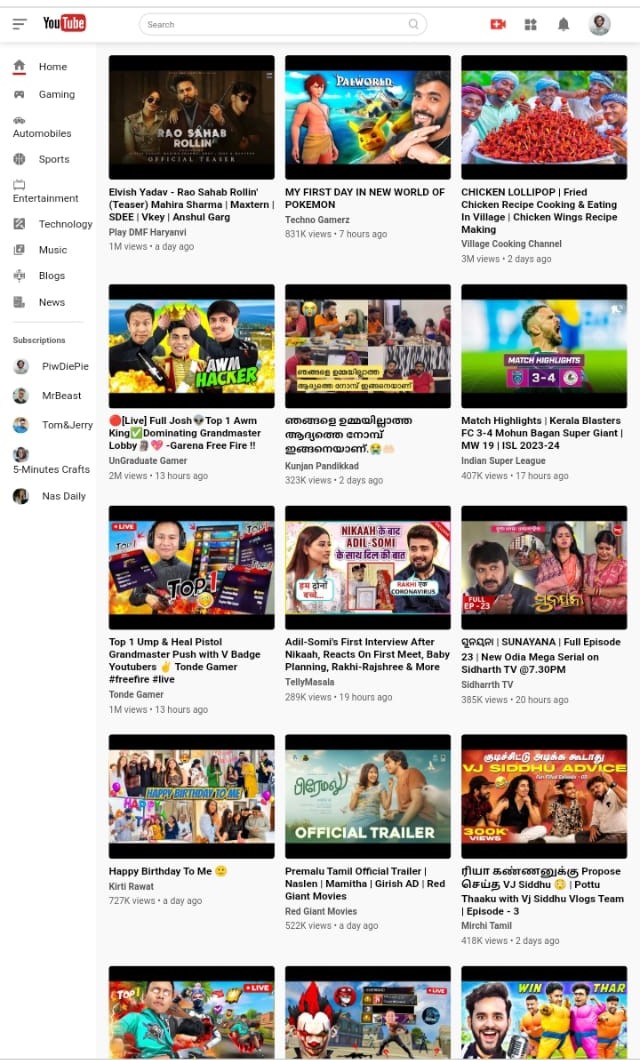 YouTube
Search
Home
Gaming
Automobiles
Sports
Entertainment
Technology
Music
Blogs
News
Subscriptions
PiwDiePie
MrBeast
Tom&Jerry
5-Minutes Crafts
Nas Daily
RAO SAHAB
ROLLIN'
OFFICIAL TEASER
Elvish Yadav - Rao Sahab Rollin'
(Teaser) Mahira Sharma | Maxtern |
SDEE | Vkey | Anshul Garg
Play DMF Haryanvi
1M views • a day ago
PALWORLD
MY FIRST DAY IN NEW WORLD OF
POKEMON
Techno Gamerz
831K views • 7 hours ago
CHICKEN LOLLIPOP | Fried
Chicken Recipe Cooking & Eating
In Village | Chicken Wings Recipe
Making
Village Cooking Channel
3M views • 2 days ago
AWM
HACKER
🔴[Live] Full Josh👽Top 1 Awm
King✅Dominating Grandmaster
Lobby🗿💖 -Garena Free Fire !!
UnGraduate Gamer
2M views • 13 hours ago
ഞങ്ങളെ ഉമ്മയില്ലാത്ത
ആദ്യത്തെ നോമ്പ് ഇങ്ങനെയാണ്
ഞങ്ങളെ ഉമ്മയില്ലാത്ത
ആദ്യത്തെ നോമ്പ്
ഇങ്ങനെയാണ്.😭🤲🏻
Kunjan Pandikkad
323K views • 2 days ago
MATCH HIGHLIGHTS
3-4
Match Highlights | Kerala Blasters
FC 3-4 Mohun Bagan Super Giant |
MW 19 | ISL 2023-24
Indian Super League
407K views • 17 hours ago
LIVE
TOP1
TOP1
TOP1
Top 1 Ump & Heal Pistol
Grandmaster Push with V Badge
Youtubers ✌️ Tonde Gamer
#freefire #live
Tonde Gamer
1M views • 13 hours ago
NIKAAH के बाद
ADIL-SOMI
के साथ दिल की बात
हम दोनों
बच्चे...
RAKHI एक
CORONAVIRUS
Adil-Somi's First Interview After
Nikaah, Reacts On First Meet, Baby
Planning, Rakhi-Rajshree & More
TellyMasala
289K views • 19 hours ago
FULL
EP - 23
ସୁନୟନା
ସୁନୟନା | SUNAYANA | Full Episode
23 | New Odia Mega Serial on
Sidharth TV @7.30PM
Sidharrth TV
385K views • 20 hours ago
HAPPY BIRTHDAY TO ME
Happy Birthday To Me 🙂
Kirti Rawat
727K views • a day ago
பிரேமலு
OFFICIAL TRAILER
Premalu Tamil Official Trailer |
Naslen | Mamitha | Girish AD | Red
Giant Movies
Red Giant Movies
522K views • a day ago
குடிச்சிட்டு அடிக்க கூடாது
VJ SIDDHU ADVICE
300K
VIEWS
ரியா கண்ணனுக்கு Propose
செய்த VJ Siddhu 😳 | Pottu
Thaaku with Vj Siddhu Vlogs Team
| Episode - 3
Mirchi Tamil
418K views • 2 days ago
TOP1
LIVE
LIVE
WIN
THAR